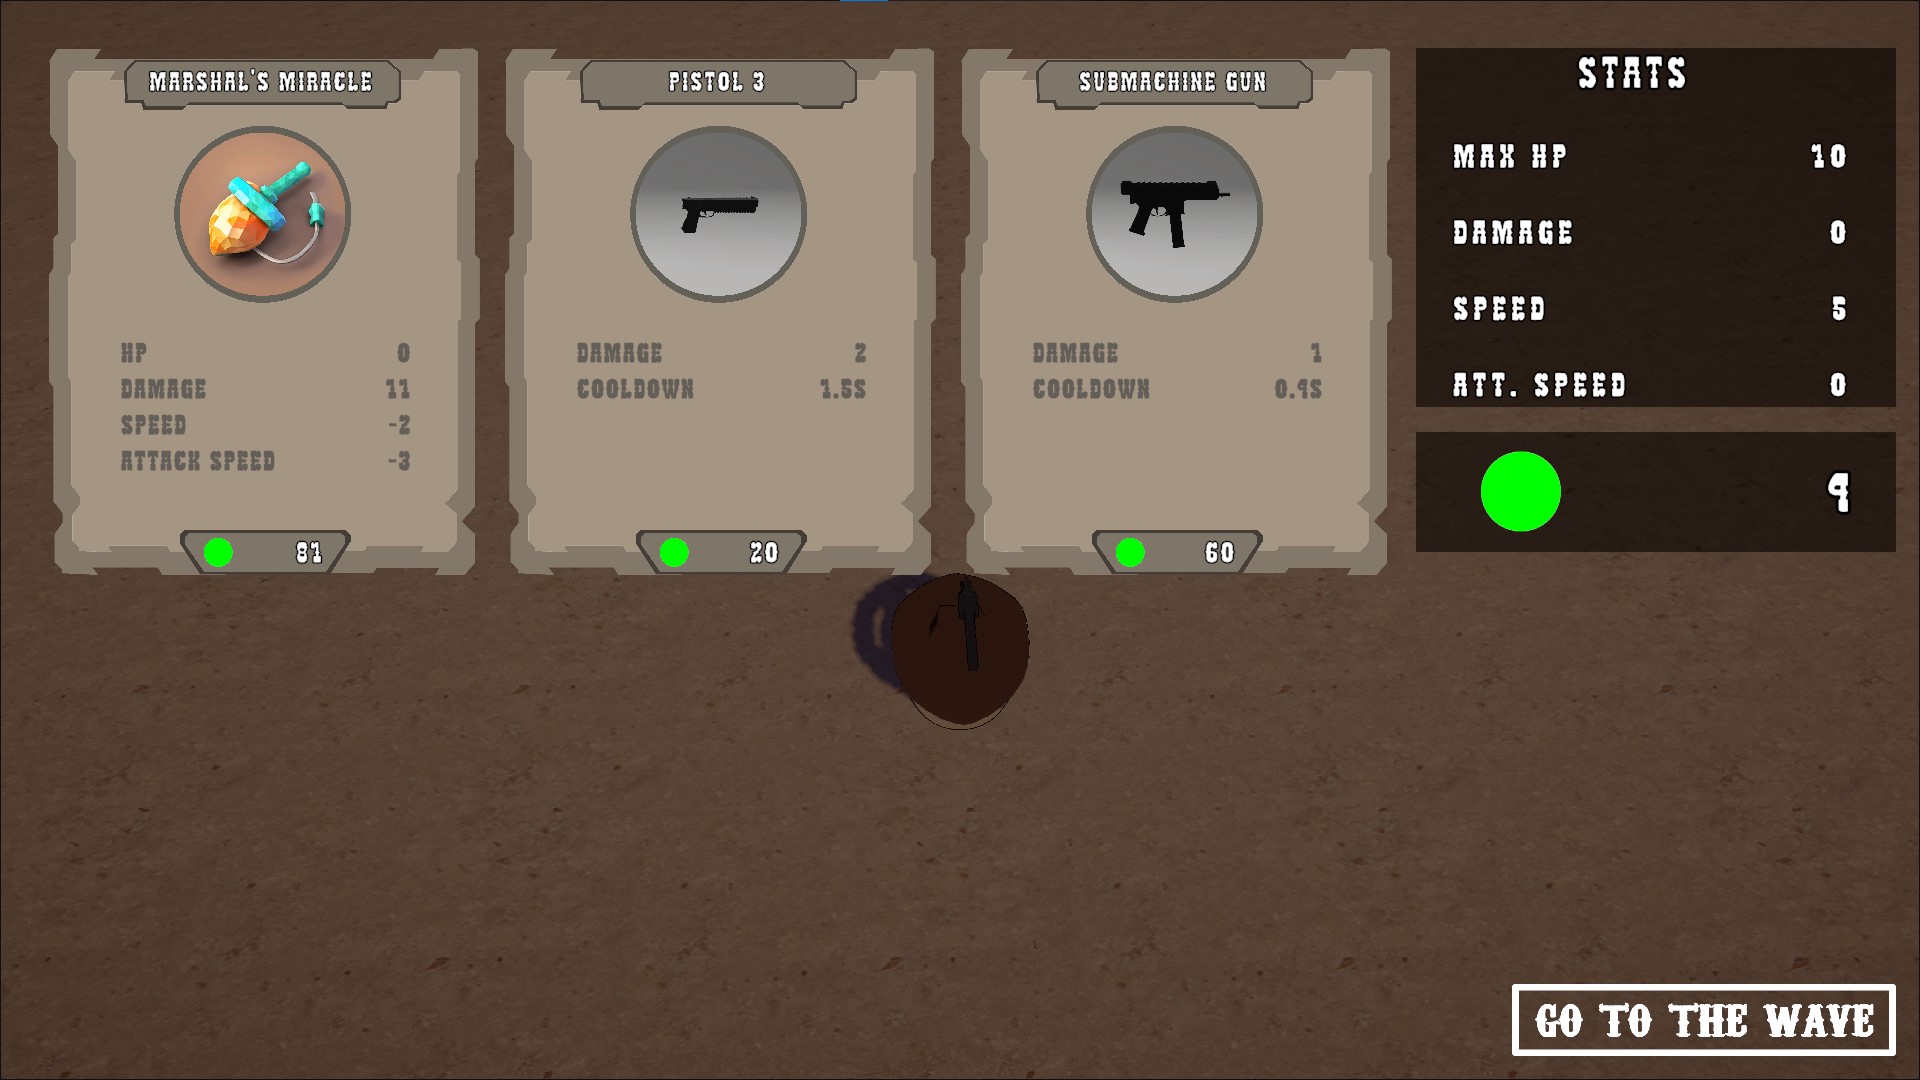 MARSHAL'S MIRACLE
HP 0
DAMAGE 11
SPEED -2
ATTACK SPEED -3
81
PISTOL 3
DAMAGE 2
COOLDOWN 1.5S
20
SUBMACHINE GUN
DAMAGE 1
COOLDOWN 0.9S
60
STATS
MAX HP 10
DAMAGE 0
SPEED 5
ATT. SPEED 0
9
GO TO THE WAVE